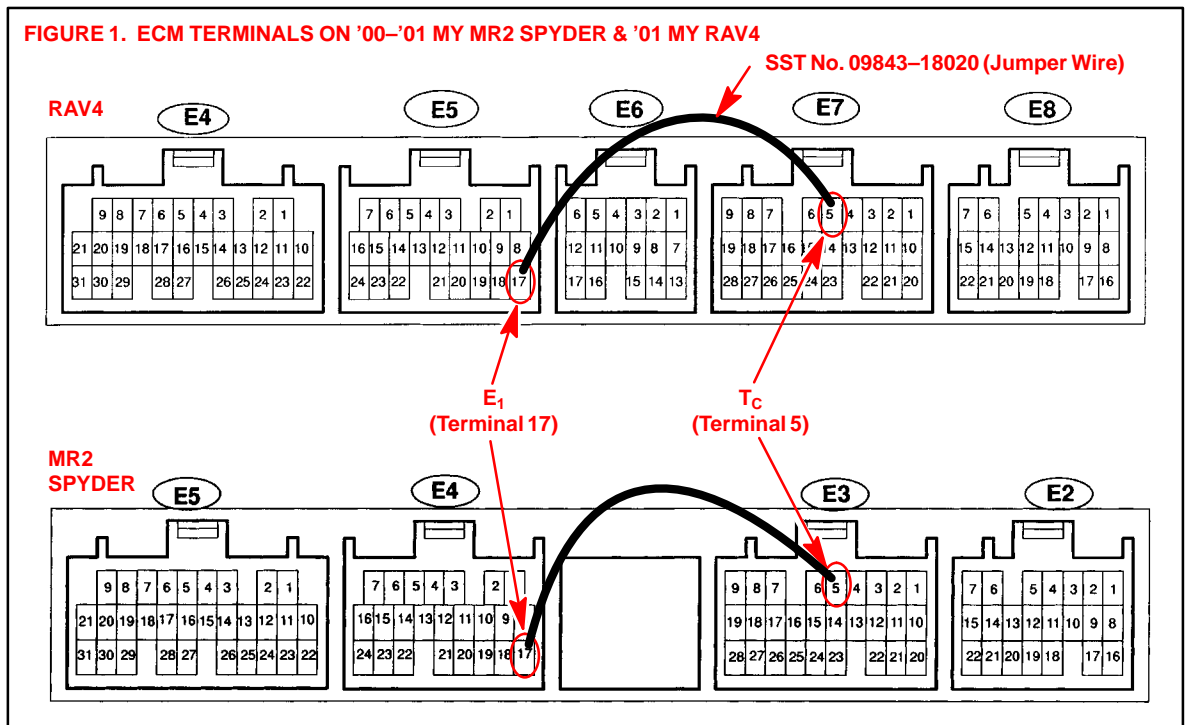 FIGURE 1. ECM TERMINALS ON ’00–’01 MY MR2 SPYDER & ’01 MY RAV4
SST No. 09843–18020 (Jumper Wire)
RAV4
E4 E5 E6 E7 E8
9 8 7 6 5 4 3 2 1 7 6 5 4 3 2 1 6 5 4 3 2 1 9 8 7 6 5 4 3 2 1 7 6 5 4 3 2 1
21 20 19 18 17 16 15 14 13 12 11 10 16 15 14 13 12 11 10 9 8 12 11 10 9 8 7 19 18 17 16 14 13 12 11 10 15 14 13 12 11 10 9 8
31 30 29 28 27 26 25 24 23 22 24 23 22 21 20 19 18 17 17 16 15 14 13 28 27 26 25 24 23 22 21 20 22 21 20 19 18 17 16
E1 TC
(Terminal 17) (Terminal 5)
MR2
SPYDER
E5 E4 E3 E2
9 8 7 6 5 4 3 2 1 7 6 5 4 3 2 9 8 7 6 5 4 3 2 1 7 6 5 4 3 2 1
21 20 19 18 17 16 15 14 13 12 11 10 16 15 14 13 12 11 10 9 19 18 17 16 15 14 13 12 11 10 15 14 13 12 11 10 9 8
31 30 29 28 27 26 25 24 23 22 24 23 22 21 20 19 18 17 28 27 26 25 24 23 22 21 20 22 21 20 19 18 17 16